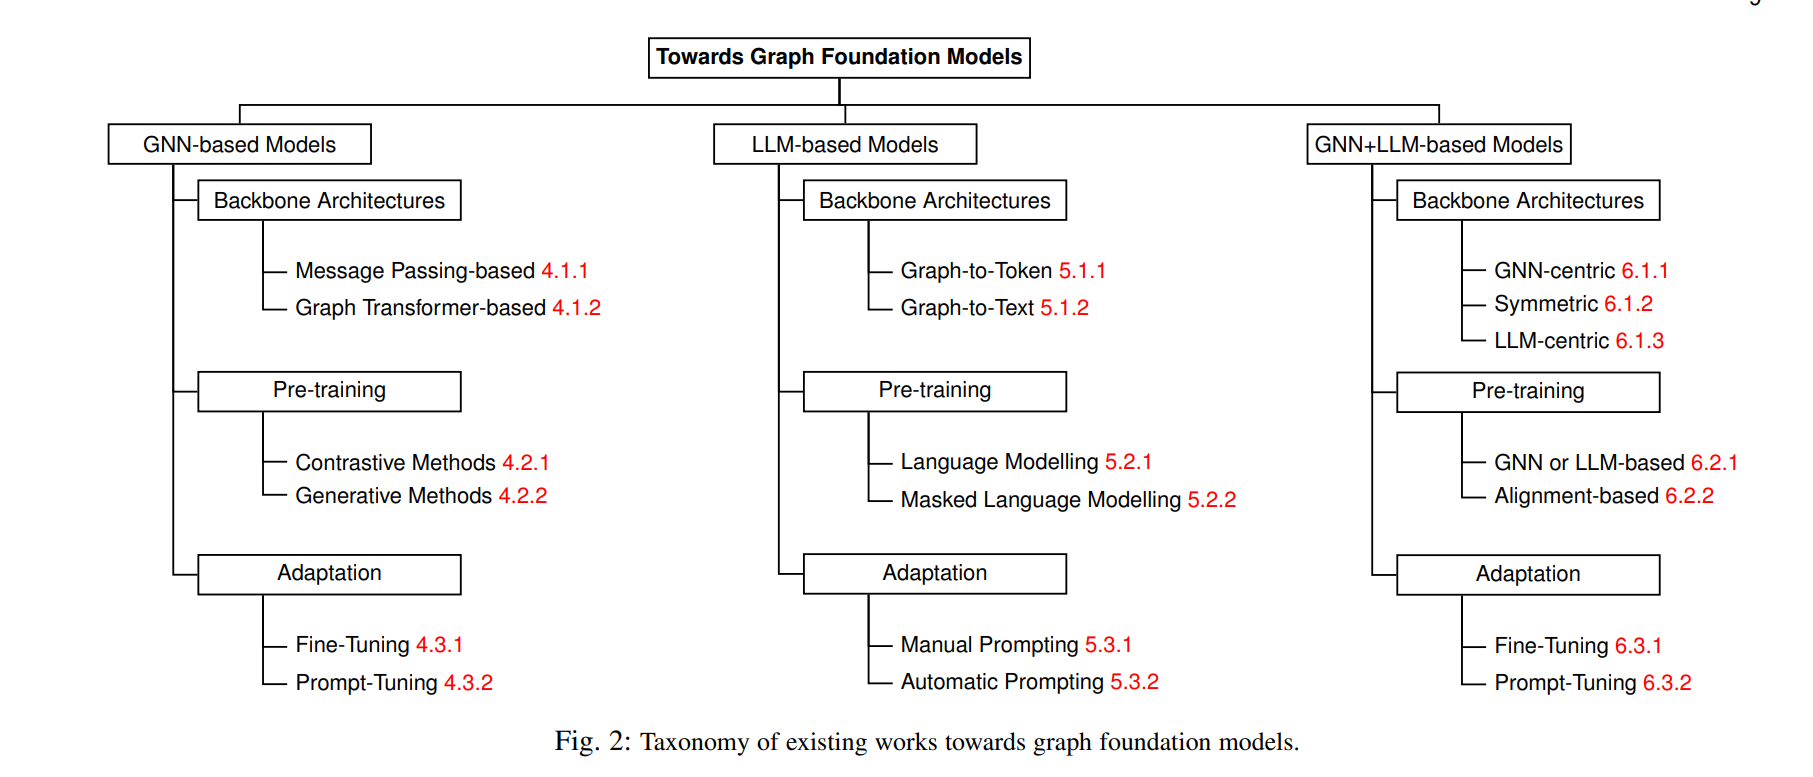 Towards Graph Foundation Models
GNN-based Models
Backbone Architectures
Message Passing-based 4.1.1
Graph Transformer-based 4.1.2
Pre-training
Contrastive Methods 4.2.1
Generative Methods 4.2.2
Adaptation
Fine-Tuning 4.3.1
Prompt-Tuning 4.3.2
LLM-based Models
Backbone Architectures
Graph-to-Token 5.1.1
Graph-to-Text 5.1.2
Pre-training
Language Modelling 5.2.1
Masked Language Modelling 5.2.2
Adaptation
Manual Prompting 5.3.1
Automatic Prompting 5.3.2
GNN+LLM-based Models
Backbone Architectures
GNN-centric 6.1.1
Symmetric 6.1.2
LLM-centric 6.1.3
Pre-training
GNN or LLM-based 6.2.1
Alignment-based 6.2.2
Adaptation
Fine-Tuning 6.3.1
Prompt-Tuning 6.3.2
Fig. 2: Taxonomy of existing works towards graph foundation models.